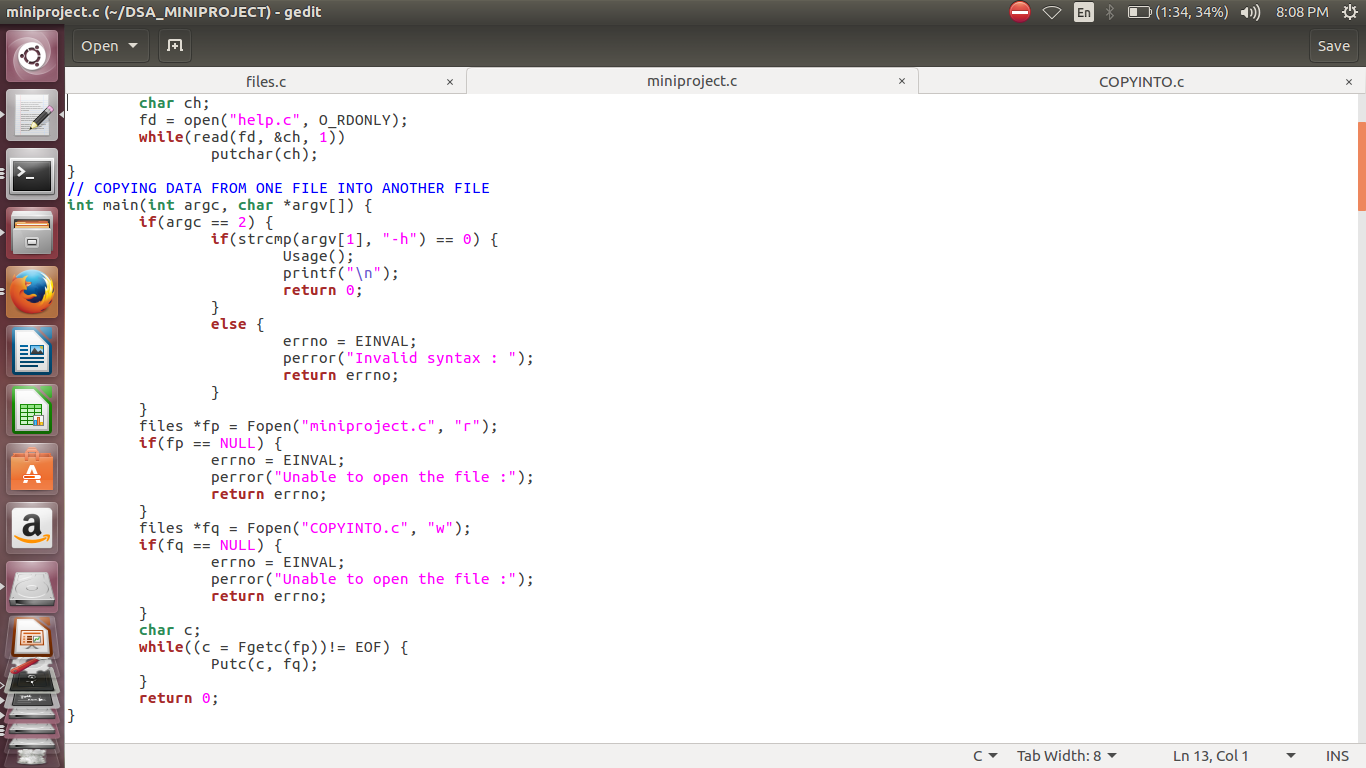 miniproject.c (~/DSA_MINIPROJECT) - gedit
En
(1:34, 34%)
8:08 PM
Open
Save
files.c ×
miniproject.c ×
COPYINTO.c ×
char ch;
fd = open("help.c", O_RDONLY);
while(read(fd, &ch, 1))
putchar(ch);
}
// COPYING DATA FROM ONE FILE INTO ANOTHER FILE
int main(int argc, char *argv[]) {
if(argc == 2) {
if(strcmp(argv[1], "-h") == 0) {
Usage();
printf("\n");
return 0;
}
else {
errno = EINVAL;
perror("Invalid syntax : ");
return errno;
}
}
files *fp = Fopen("miniproject.c", "r");
if(fp == NULL) {
errno = EINVAL;
perror("Unable to open the file :");
return errno;
}
files *fq = Fopen("COPYINTO.c", "w");
if(fq == NULL) {
errno = EINVAL;
perror("Unable to open the file :");
return errno;
}
char c;
while((c = Fgetc(fp))!= EOF) {
Putc(c, fq);
}
return 0;
}
C
Tab Width: 8
Ln 13, Col 1
INS